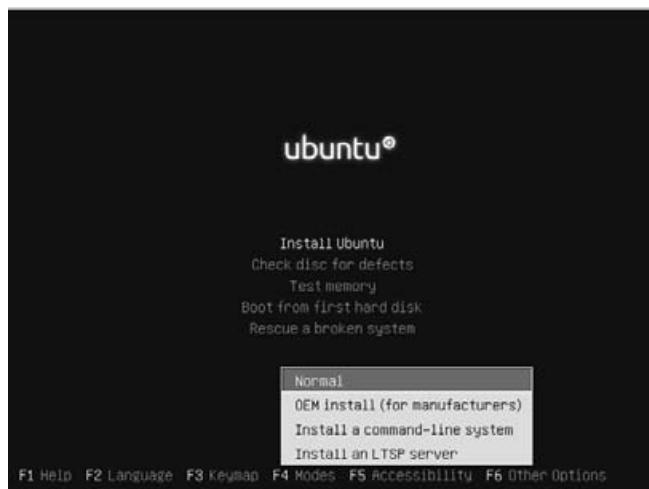 ubuntu
Install Ubuntu
Check disc for defects
Test memory
Boot from first hard disk
Rescue a broken system
Normal
OEM install (for manufacturers)
Install a command-line system
Install an LTSP server
F1 Help F2 Language F3 Keymap F4 Modes F5 Accessibility F6 Other Options